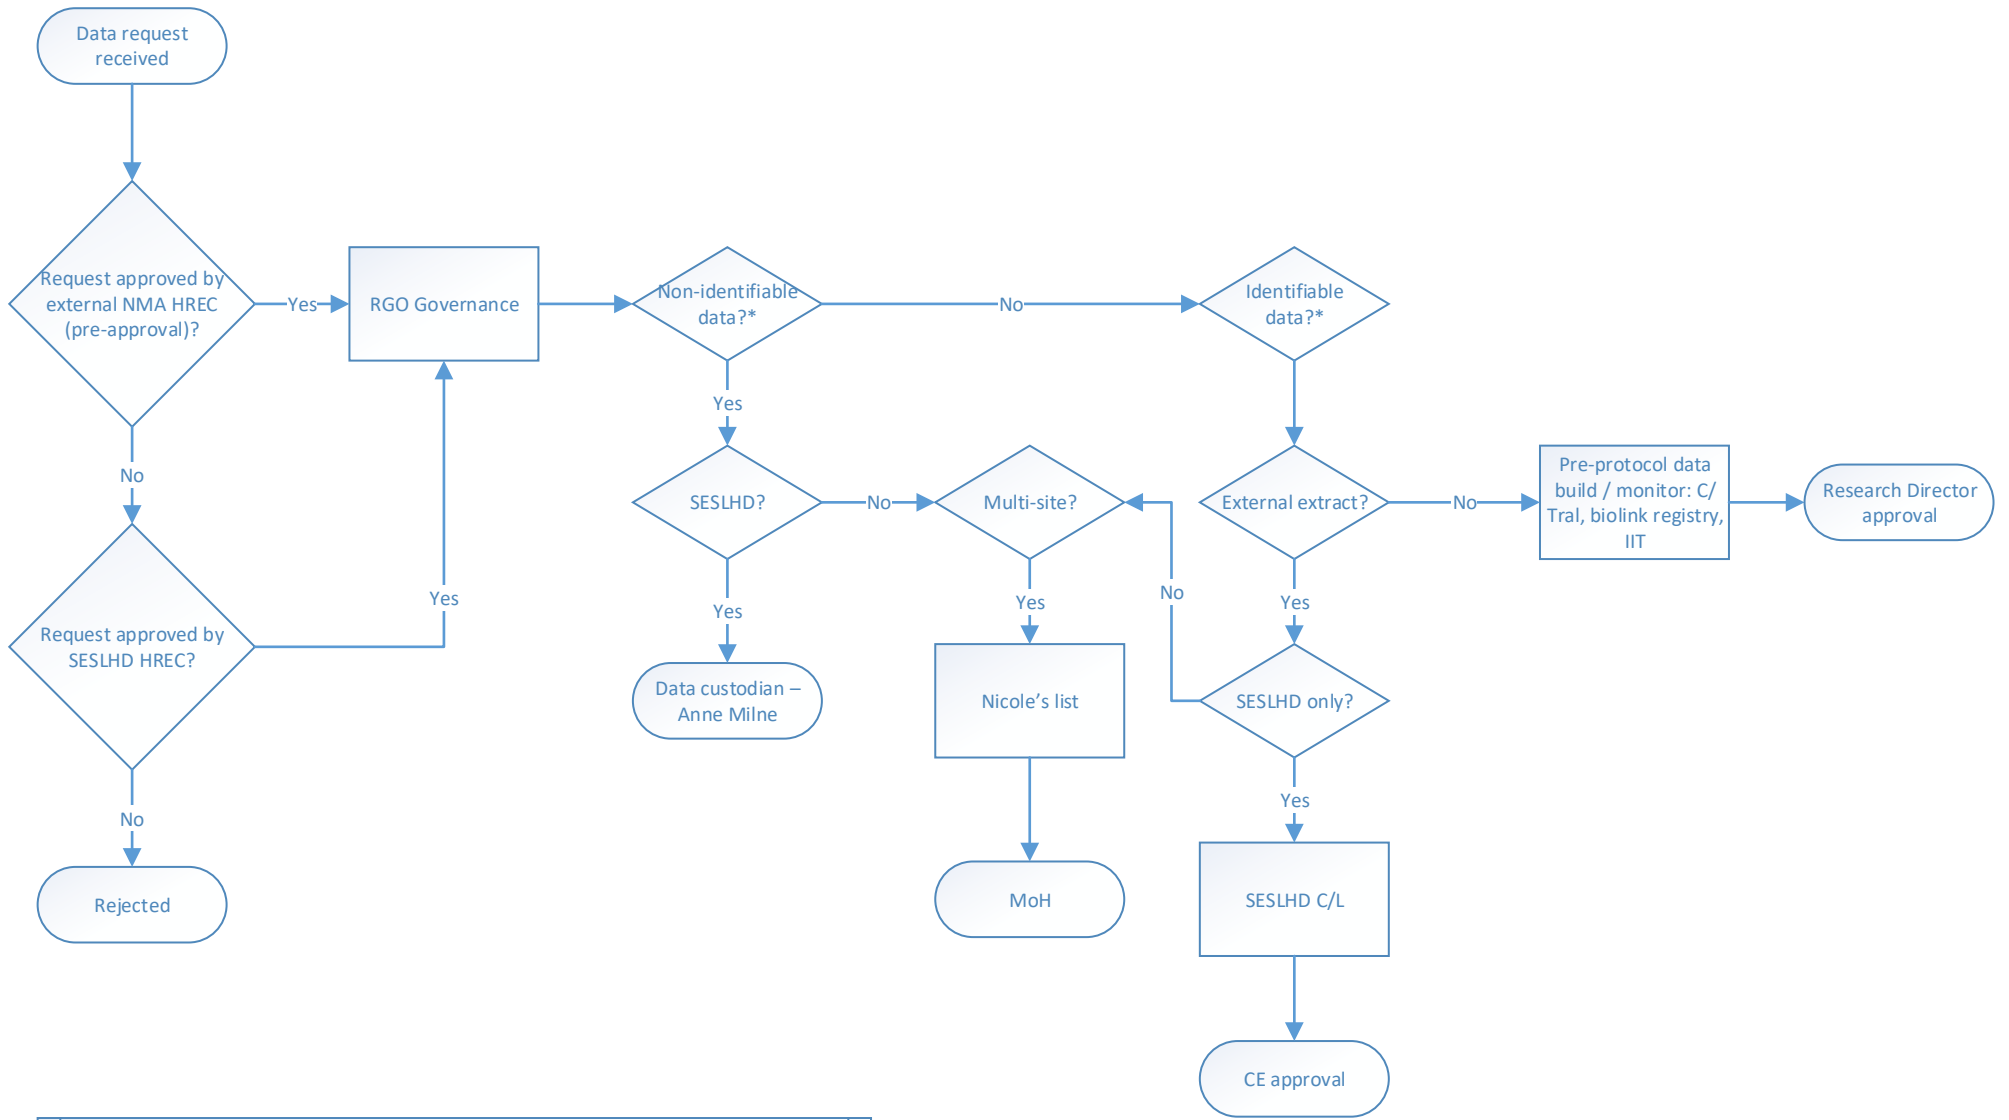 Data request
received
Request approved by
external NMA HREC
(pre-approval)?
Yes
RGO Governance
Non-identifiable
data?*
No
Identifiable
data?*
No
Yes
SESLHD?
No
Multi-site?
External extract?
No
Pre-protocol data
build / monitor: C/
Tral, biolink registry,
IIT
Research Director
approval
Request approved by
SESLHD HREC?
Yes
Yes
Yes
No
Yes
Data custodian –
Anne Milne
Nicole’s list
SESLHD only?
No
Yes
Rejected
MoH
SESLHD C/L
CE approval